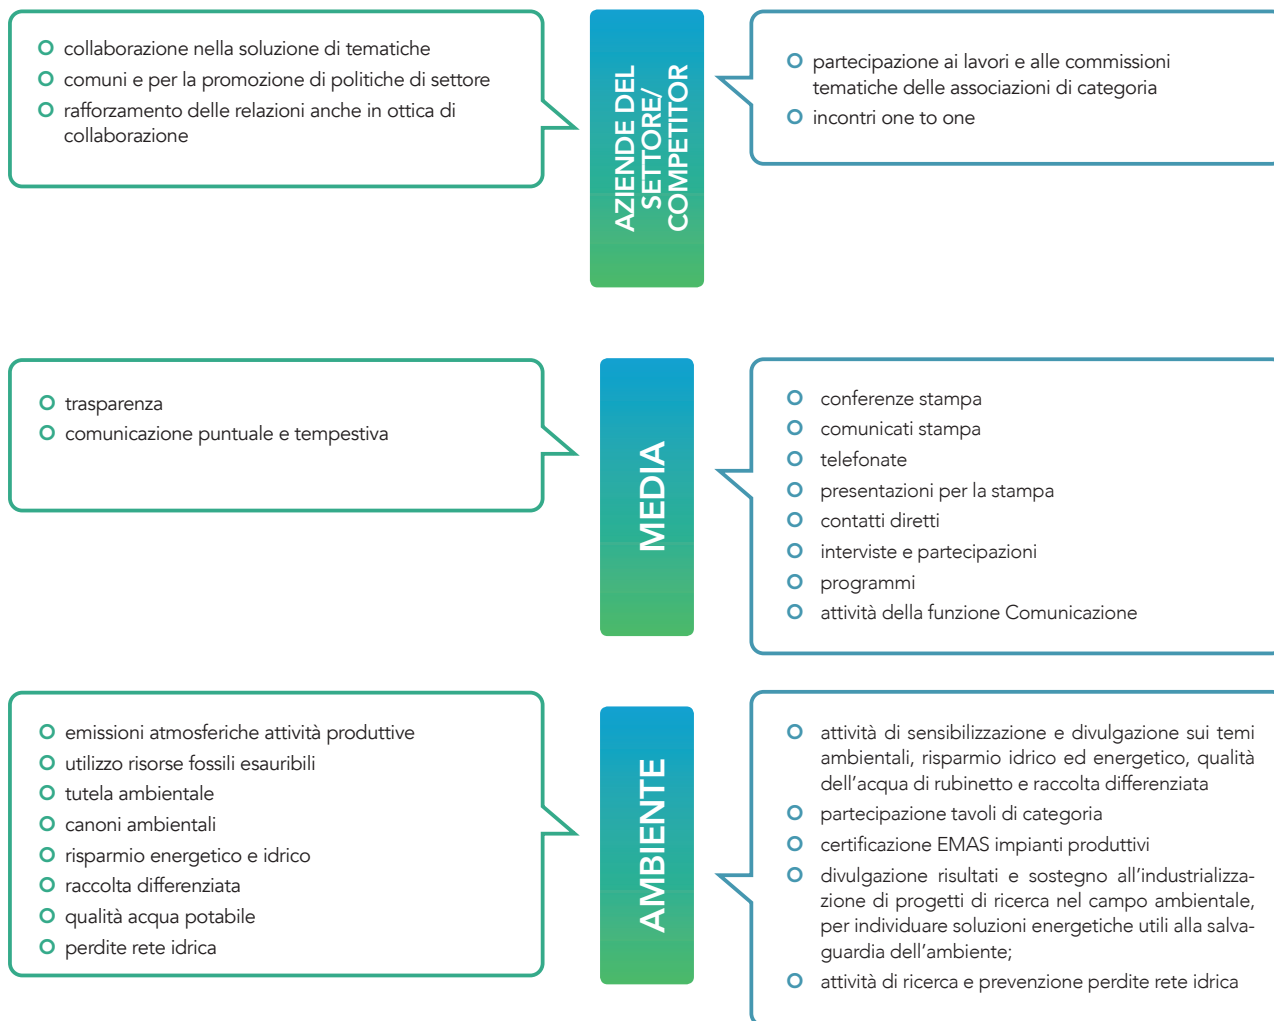 collaborazione nella soluzione di tematiche
comuni e per la promozione di politiche di settore
rafforzamento delle relazioni anche in ottica di
collaborazione
AZIENDE DEL
SETTORE/
COMPETITOR
partecipazione ai lavori e alle commissioni
tematiche delle associazioni di categoria
incontri one to one
trasparenza
comunicazione puntuale e tempestiva
MEDIA
conferenze stampa
comunicati stampa
telefonate
presentazioni per la stampa
contatti diretti
interviste e partecipazioni
programmi
attività della funzione Comunicazione
emissioni atmosferiche attività produttive
utilizzo risorse fossili esauribili
tutela ambientale
canoni ambientali
risparmio energetico e idrico
raccolta differenziata
qualità acqua potabile
perdite rete idrica
AMBIENTE
attività di sensibilizzazione e divulgazione sui temi
ambientali, risparmio idrico ed energetico, qualità
dell'acqua di rubinetto e raccolta differenziata
partecipazione tavoli di categoria
certificazione EMAS impianti produttivi
divulgazione risultati e sostegno all'industrializza-
zione di progetti di ricerca nel campo ambientale,
per individuare soluzioni energetiche utili alla salva-
guardia dell'ambiente;
attività di ricerca e prevenzione perdite rete idrica